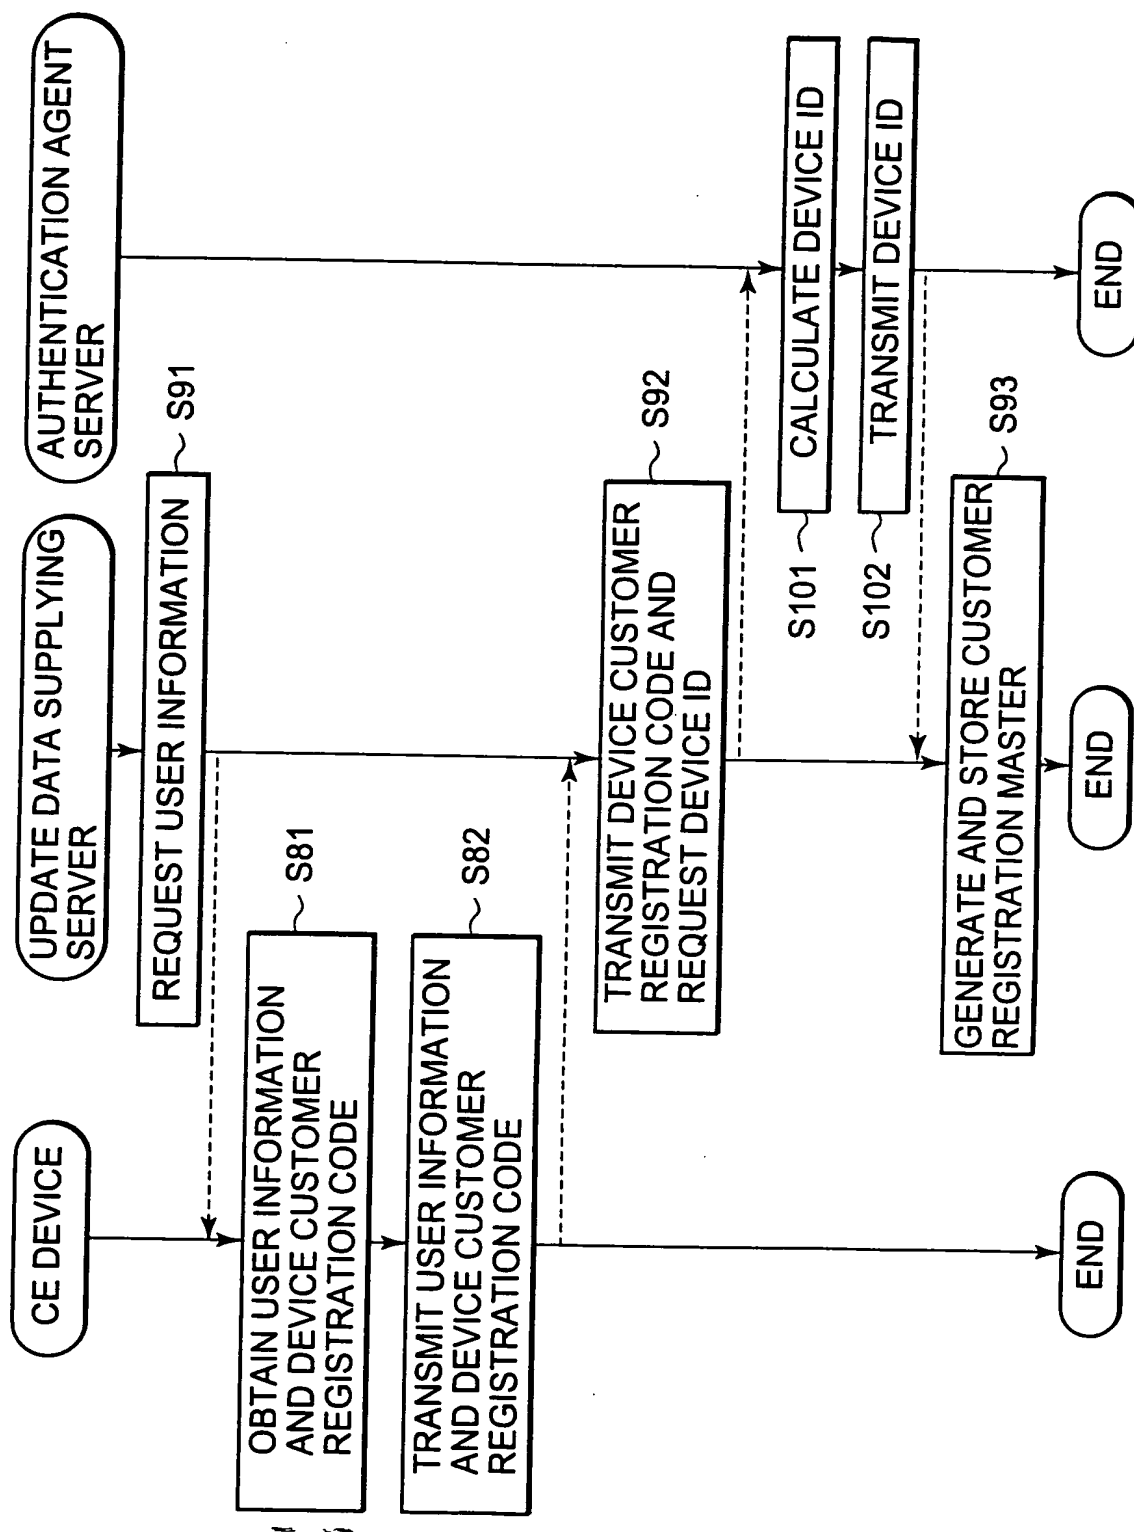 CE DEVICE
UPDATE DATA SUPPLYING
SERVER
AUTHENTICATION AGENT
SERVER
REQUEST USER INFORMATION
S91
OBTAIN USER INFORMATION
AND DEVICE CUSTOMER
REGISTRATION CODE
S81
TRANSMIT USER INFORMATION
AND DEVICE CUSTOMER
REGISTRATION CODE
S82
TRANSMIT DEVICE CUSTOMER
REGISTRATION CODE AND
REQUEST DEVICE ID
S92
S101
CALCULATE DEVICE ID
S102
TRANSMIT DEVICE ID
GENERATE AND STORE CUSTOMER
REGISTRATION MASTER
S93
END
END
END